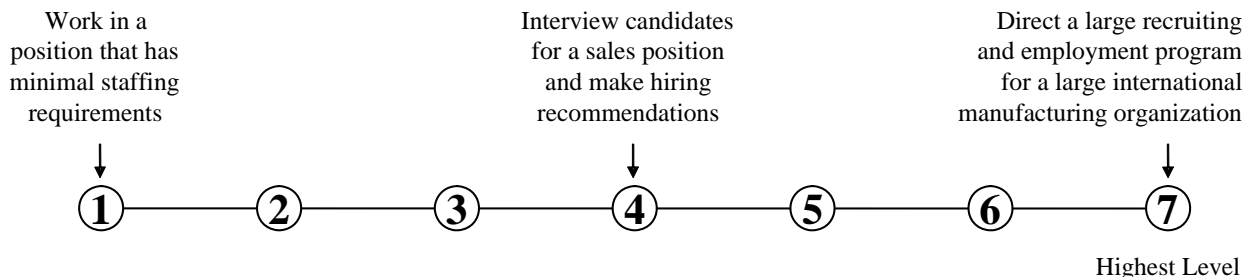 Work in a
position that has
minimal staffing
requirements
Interview candidates
for a sales position
and make hiring
recommendations
Direct a large recruiting
and employment program
for a large international
manufacturing organization
1 2 3 4 5 6 7
Highest Level